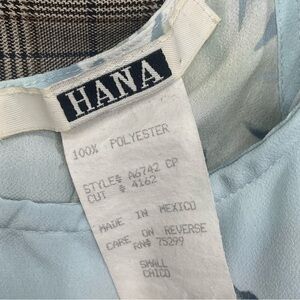 HANA
100% POLYESTER
STYLE# A6742 CP
CUT # 4162
MADE IN MEXICO
CARE ON REVERSE
RN# 75299
SMALL
CHICO